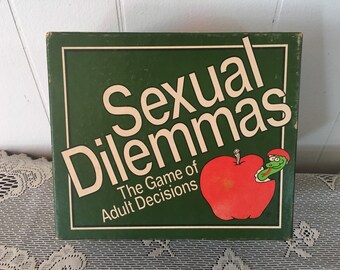 Sexual
Dilemmas
The Game of
Adult Decisions